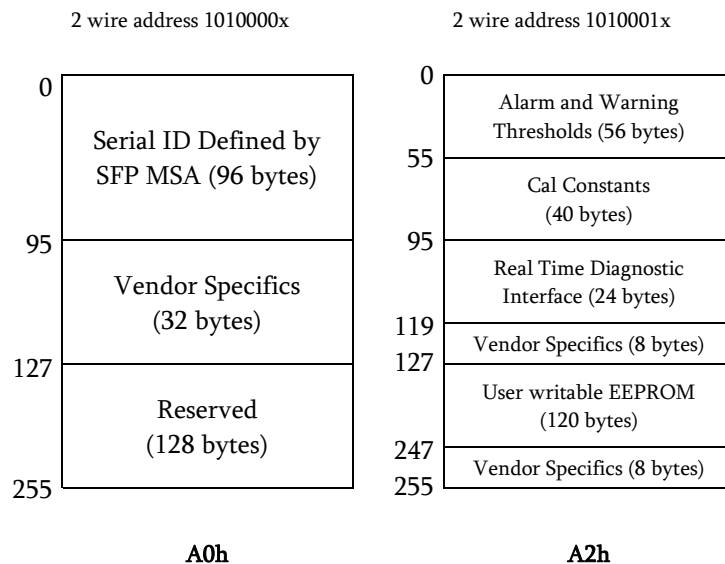 2 wire address 1010000x
0
Serial ID Defined by
SFP MSA (96 bytes)
95
Vendor Specifics
(32 bytes)
127
Reserved
(128 bytes)
255
A0h
2 wire address 1010001x
0
Alarm and Warning
Thresholds (56 bytes)
55
Cal Constants
(40 bytes)
95
Real Time Diagnostic
Interface (24 bytes)
119
Vendor Specifics (8 bytes)
127
User writable EEPROM
(120 bytes)
247
Vendor Specifics (8 bytes)
255
A2h